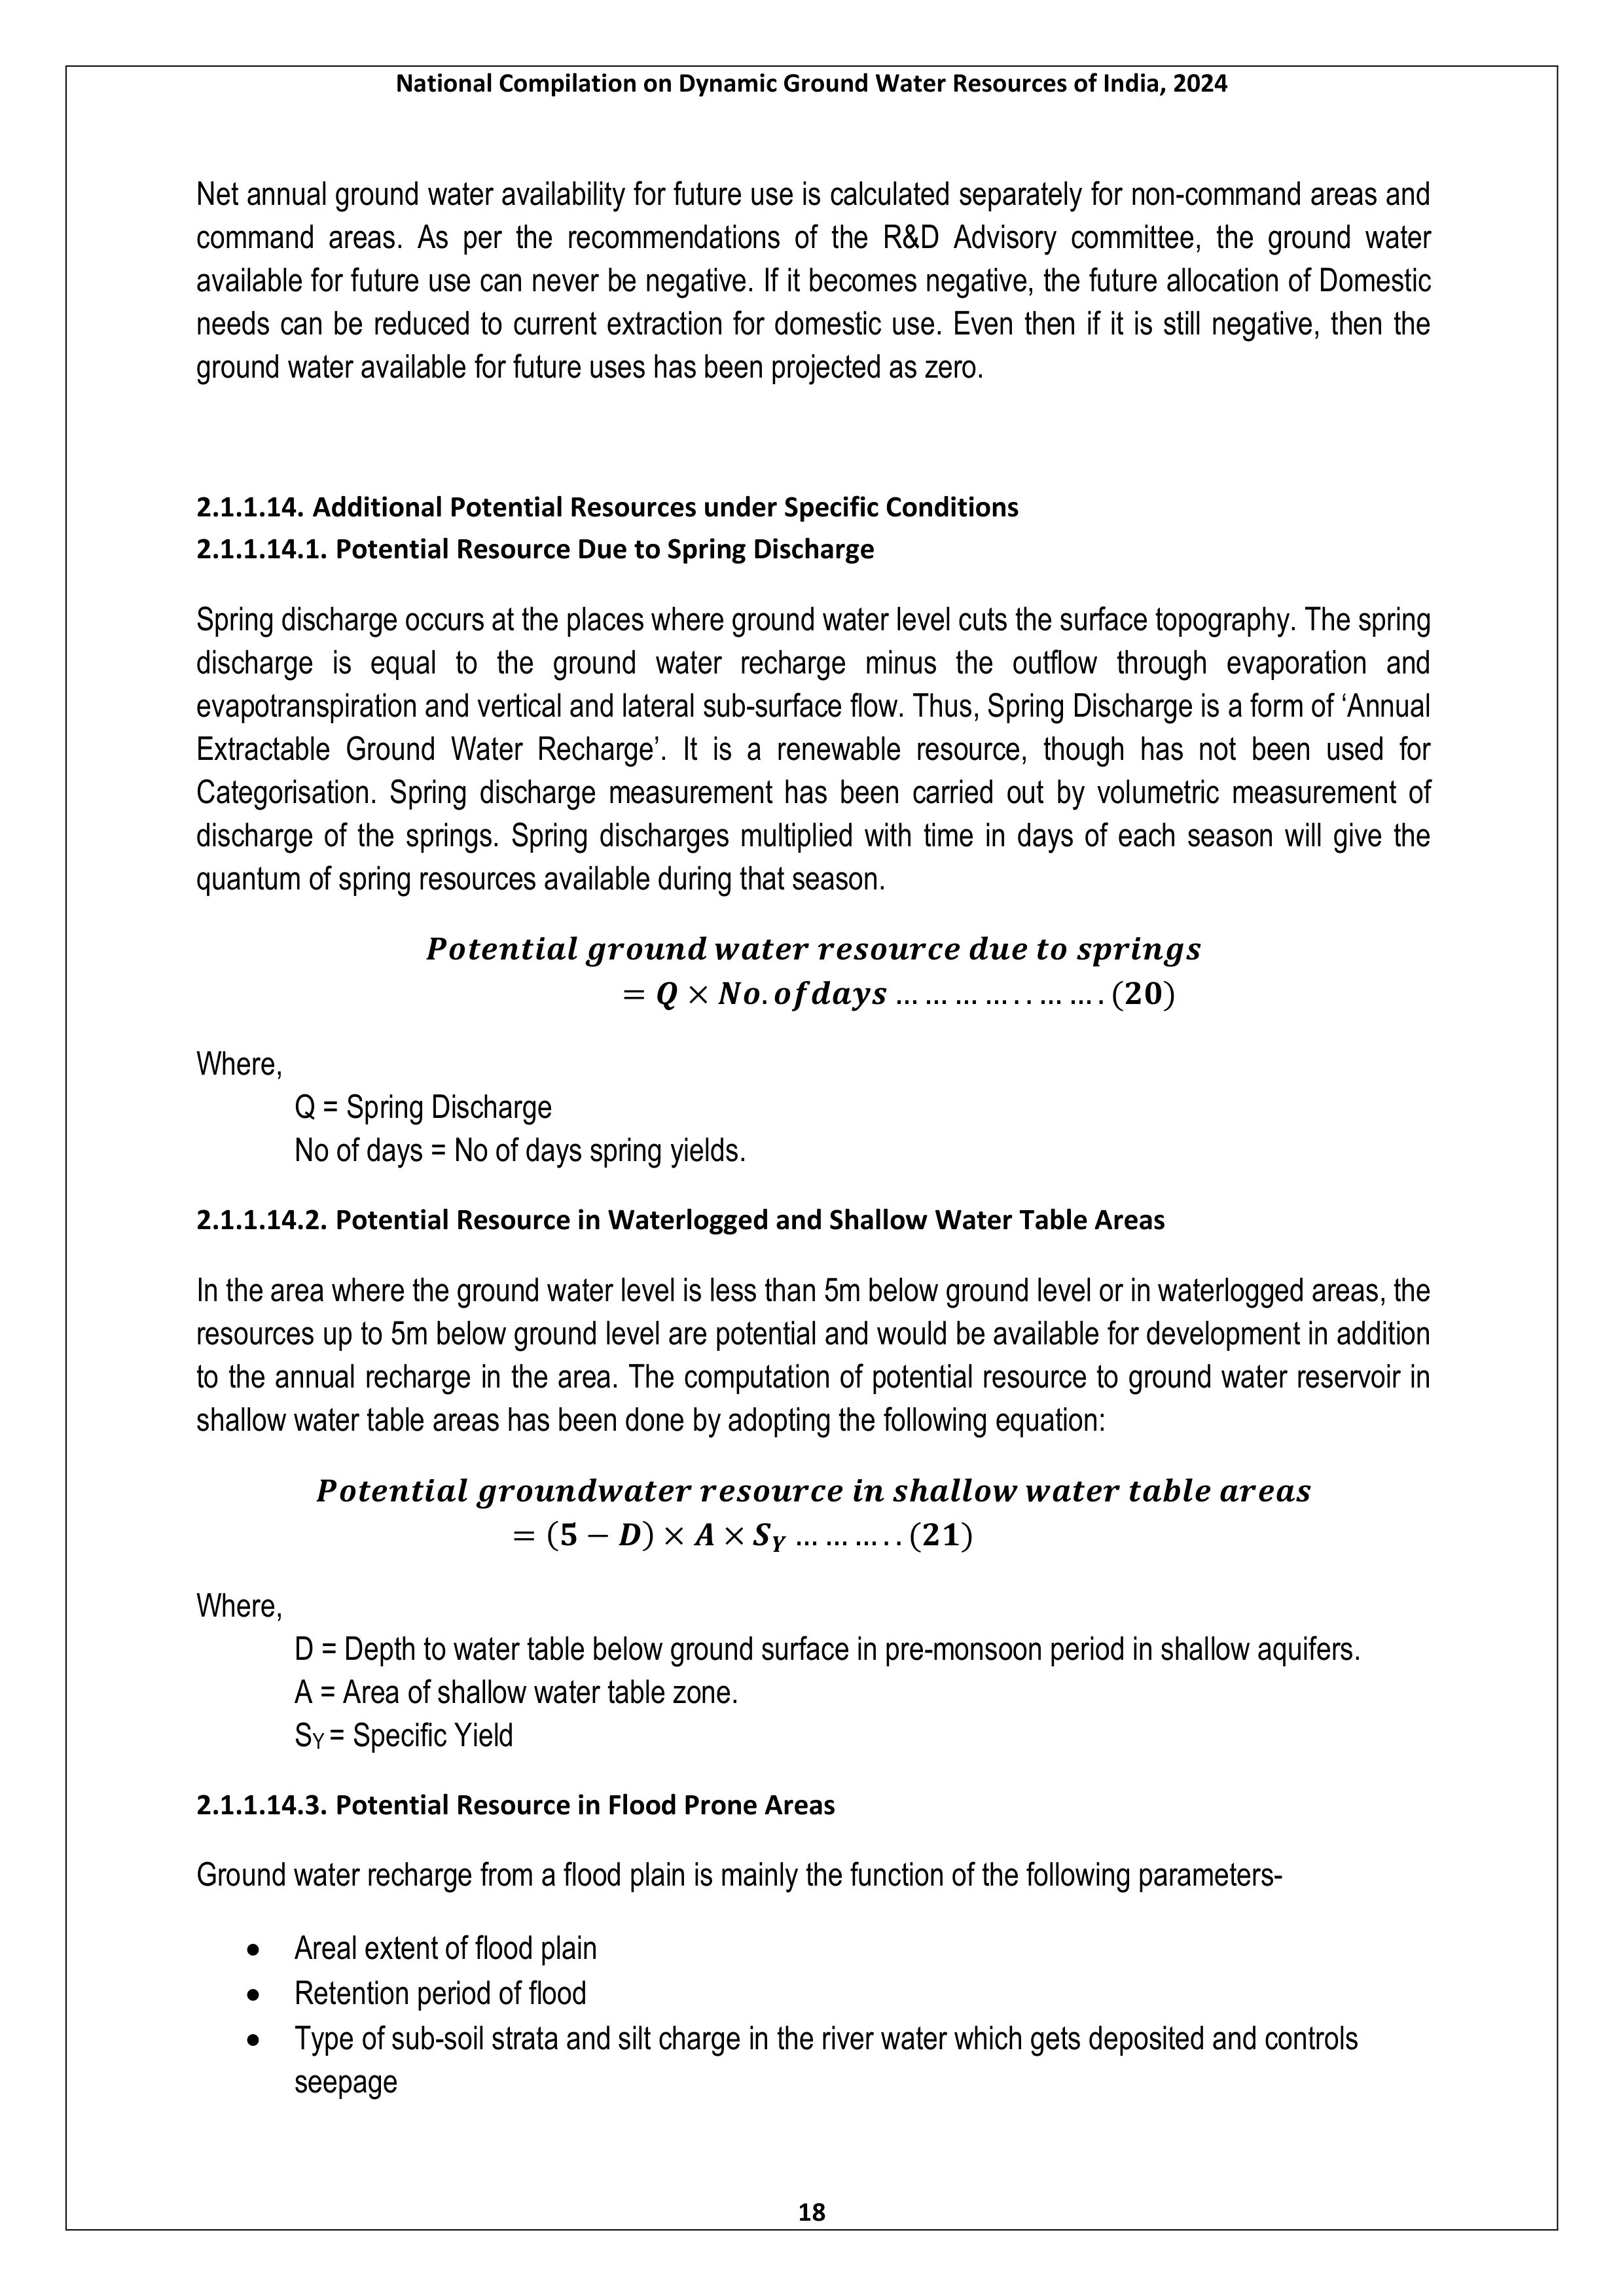 National Compilation on Dynamic Ground Water Resources of India, 2024
Net annual ground water availability for future use is calculated separately for non-command areas and
command areas. As per the recommendations of the R&D Advisory committee, the ground water
available for future use can never be negative. If it becomes negative, the future allocation of Domestic
needs can be reduced to current extraction for domestic use. Even then if it is still negative, then the
ground water available for future uses has been projected as zero.
2.1.1.14. Additional Potential Resources under Specific Conditions
2.1.1.14.1. Potential Resource Due to Spring Discharge
Spring discharge occurs at the places where ground water level cuts the surface topography. The spring
discharge is equal to the ground water recharge minus the outflow through evaporation and
evapotranspiration and vertical and lateral sub-surface flow. Thus, Spring Discharge is a form of ‘Annual
Extractable Ground Water Recharge’. It is a renewable resource, though has not been used for
Categorisation. Spring discharge measurement has been carried out by volumetric measurement of
discharge of the springs. Spring discharges multiplied with time in days of each season will give the
quantum of spring resources available during that season.
Potential ground water resource due to springs
= Q × No. of days … … … … . . … … . (20)
Where,
Q = Spring Discharge
No of days = No of days spring yields.
2.1.1.14.2. Potential Resource in Waterlogged and Shallow Water Table Areas
In the area where the ground water level is less than 5m below ground level or in waterlogged areas, the
resources up to 5m below ground level are potential and would be available for development in addition
to the annual recharge in the area. The computation of potential resource to ground water reservoir in
shallow water table areas has been done by adopting the following equation:
Potential groundwater resource in shallow water table areas
= (5 − D) × A × S_Y … … … . . (21)
Where,
D = Depth to water table below ground surface in pre-monsoon period in shallow aquifers.
A = Area of shallow water table zone.
S_Y = Specific Yield
2.1.1.14.3. Potential Resource in Flood Prone Areas
Ground water recharge from a flood plain is mainly the function of the following parameters-
• Areal extent of flood plain
• Retention period of flood
• Type of sub-soil strata and silt charge in the river water which gets deposited and controls
seepage
18